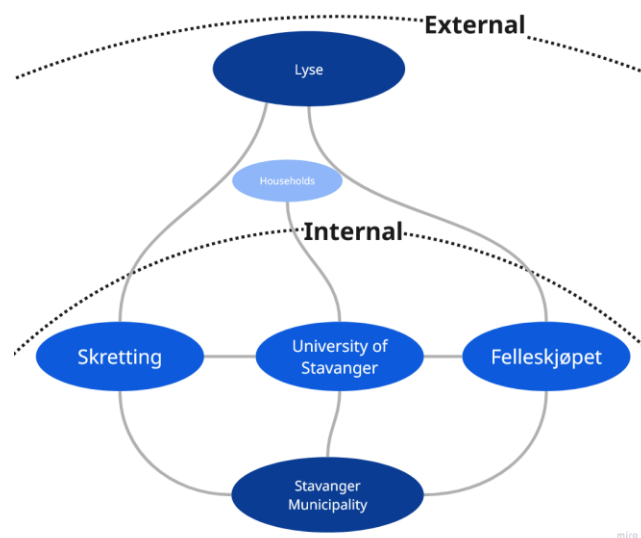 External
Lyse
Households
Internal
Skretting
University of
Stavanger
Felleskjøpet
Stavanger
Municipality
miro